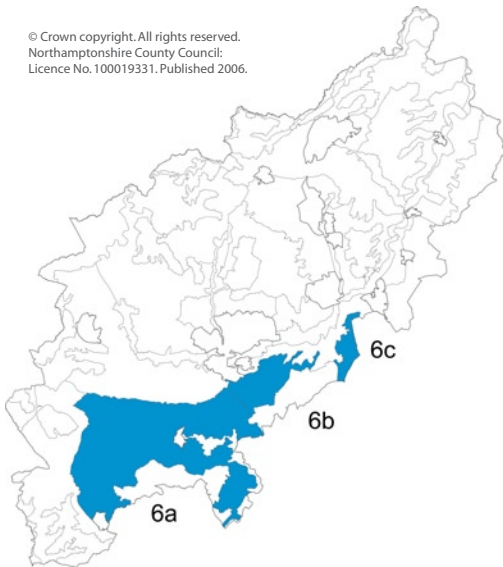 © Crown copyright. All rights reserved.
Northamptonshire County Council:
Licence No. 100019331. Published 2006.
6c
6b
6a